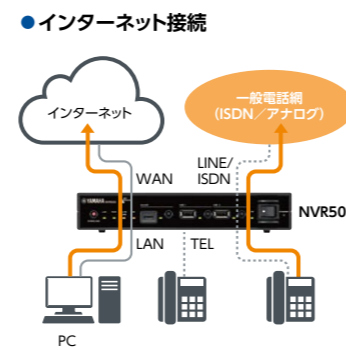 ●インターネット接続
インターネット
一般電話網
(ISDN/アナログ)
WAN
LINE/
ISDN
YAMAHA
NVR50
LAN
TEL
PC